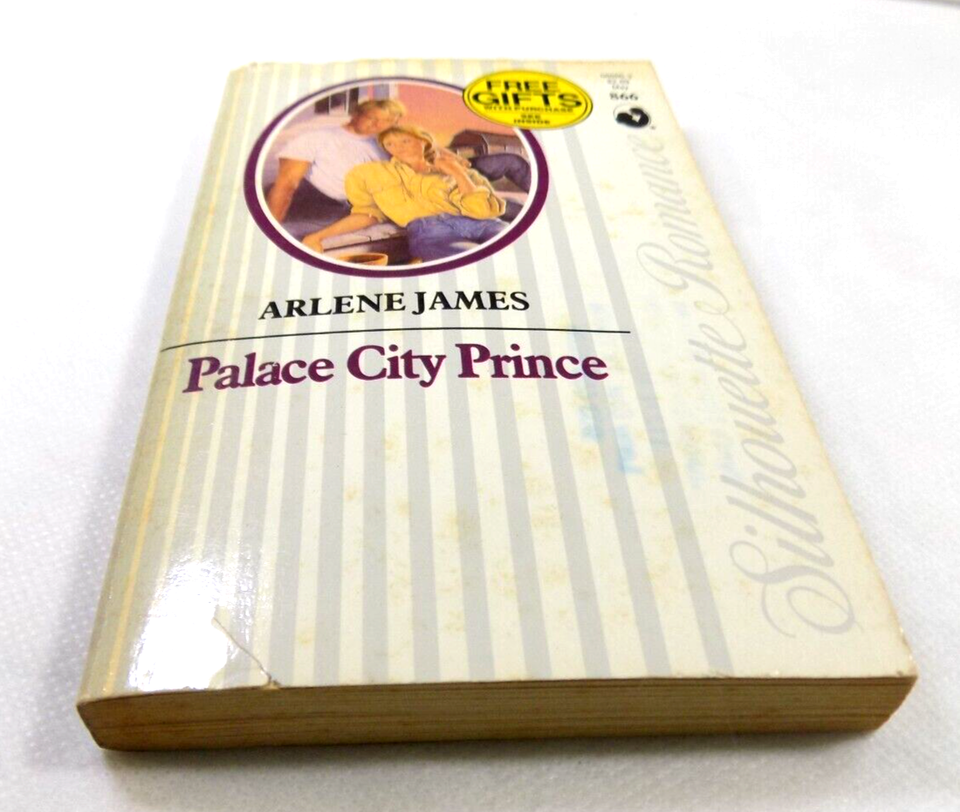 FREE
GIFTS
WITH PURCHASE
SEE
INSIDE
866
ARLENE JAMES
Palace City Prince
Silhouette Romance